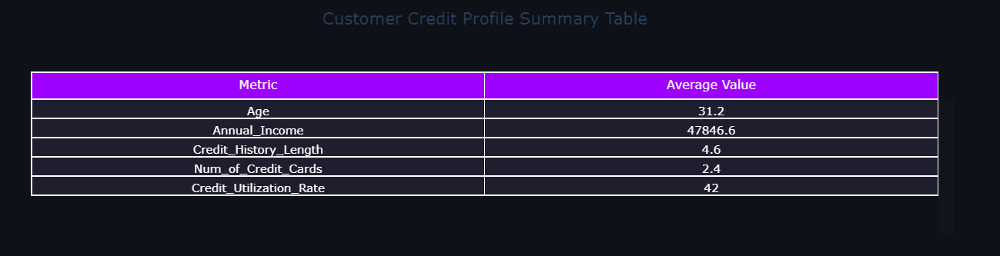 Customer Credit Profile Summary Table
Metric Average Value
Age 31.2
Annual_Income 47846.6
Credit_History_Length 4.6
Num_of_Credit_Cards 2.4
Credit_Utilization_Rate 42